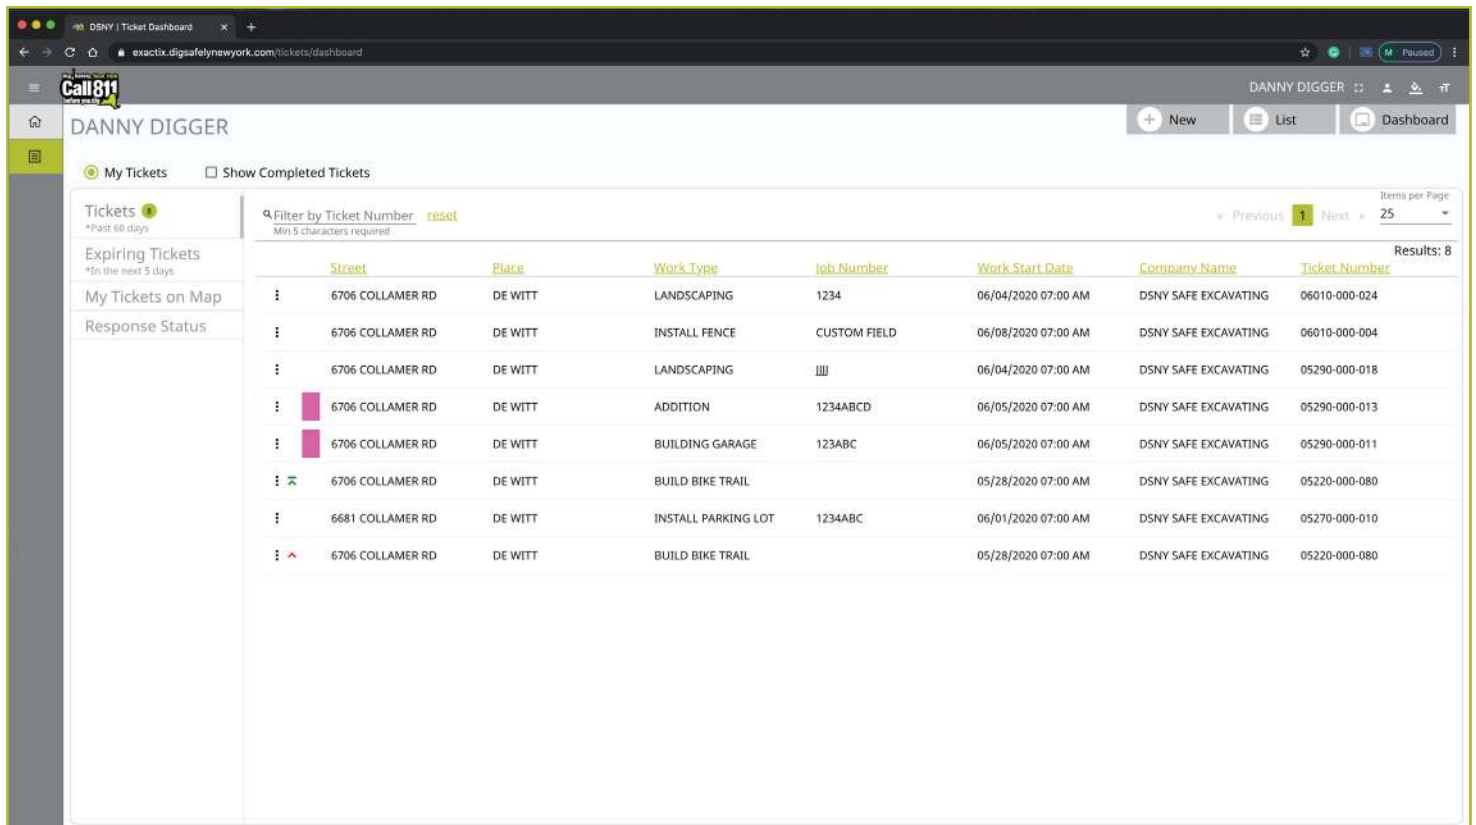 DSNY | Ticket Dashboard
exactix.digsafelynewyork.com/tickets/dashboard
M Paused
Call811
before you dig
DANNY DIGGER
DANNY DIGGER
New
List
Dashboard
My Tickets
Show Completed Tickets
Tickets 8
*Past 60 days
Expiring Tickets
*In the next 5 days
My Tickets on Map
Response Status
Filter by Ticket Number reset
Min 5 characters required
« Previous 1 Next »
Items per Page
25
Results: 8
Street Place Work Type Job Number Work Start Date Company Name Ticket Number
6706 COLLAMER RD DE WITT LANDSCAPING 1234 06/04/2020 07:00 AM DSNY SAFE EXCAVATING 06010-000-024
6706 COLLAMER RD DE WITT INSTALL FENCE CUSTOM FIELD 06/08/2020 07:00 AM DSNY SAFE EXCAVATING 06010-000-004
6706 COLLAMER RD DE WITT LANDSCAPING 06/04/2020 07:00 AM DSNY SAFE EXCAVATING 05290-000-018
6706 COLLAMER RD DE WITT ADDITION 1234ABCD 06/05/2020 07:00 AM DSNY SAFE EXCAVATING 05290-000-013
6706 COLLAMER RD DE WITT BUILDING GARAGE 123ABC 06/05/2020 07:00 AM DSNY SAFE EXCAVATING 05290-000-011
6706 COLLAMER RD DE WITT BUILD BIKE TRAIL 05/28/2020 07:00 AM DSNY SAFE EXCAVATING 05220-000-080
6681 COLLAMER RD DE WITT INSTALL PARKING LOT 1234ABC 06/01/2020 07:00 AM DSNY SAFE EXCAVATING 05270-000-010
6706 COLLAMER RD DE WITT BUILD BIKE TRAIL 05/28/2020 07:00 AM DSNY SAFE EXCAVATING 05220-000-080